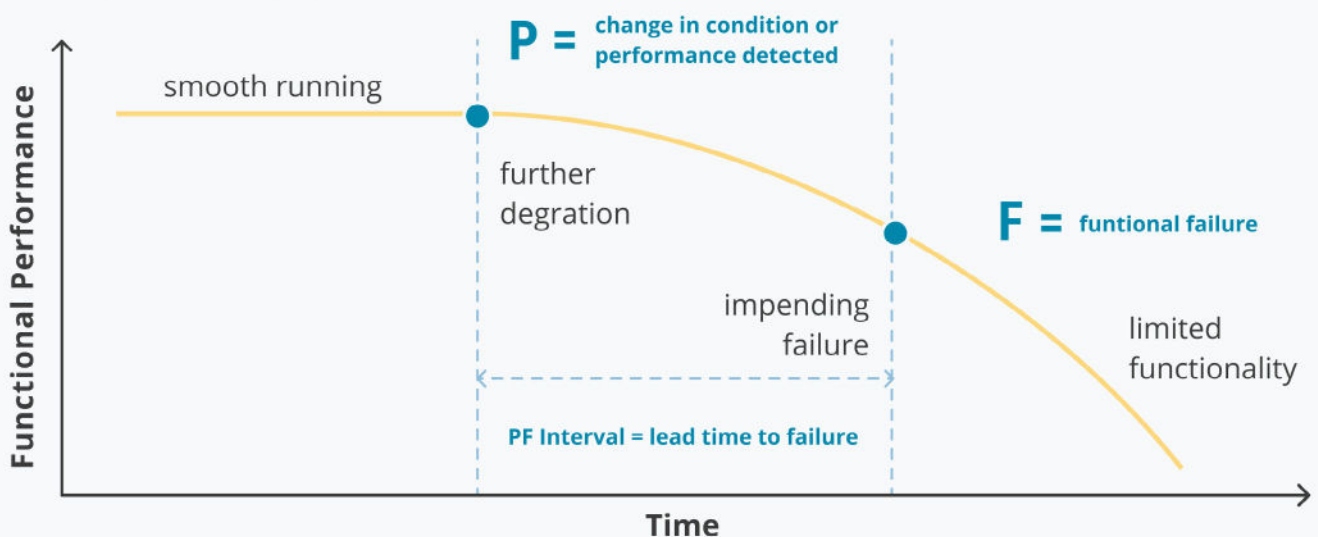 P =
change in condition or
performance detected
smooth running
further
degration
F =
funtional failure
impending
failure
limited
functionality
PF Interval = lead time to failure
Functional Performance
Time